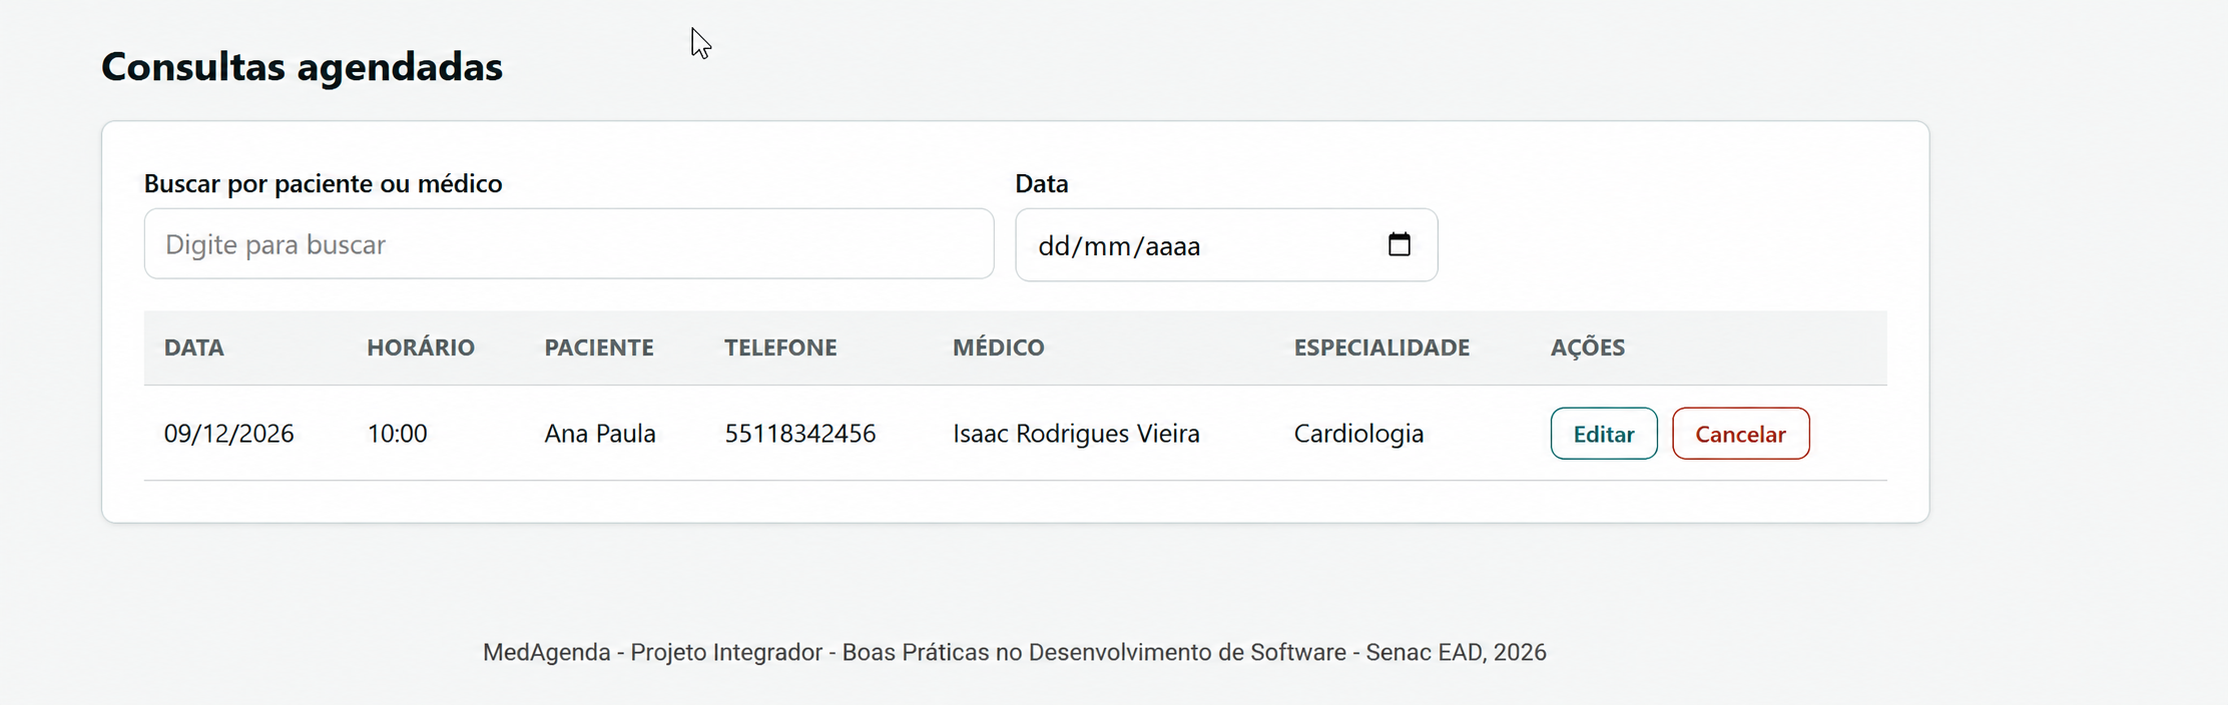 Consultas agendadas
Buscar por paciente ou médico
Data
Digite para buscar
dd/mm/aaaa
DATA HORÁRIO PACIENTE TELEFONE MÉDICO ESPECIALIDADE AÇÕES
09/12/2026 10:00 Ana Paula 55118342456 Isaac Rodrigues Vieira Cardiologia Editar Cancelar
MedAgenda - Projeto Integrador - Boas Práticas no Desenvolvimento de Software - Senac EAD, 2026